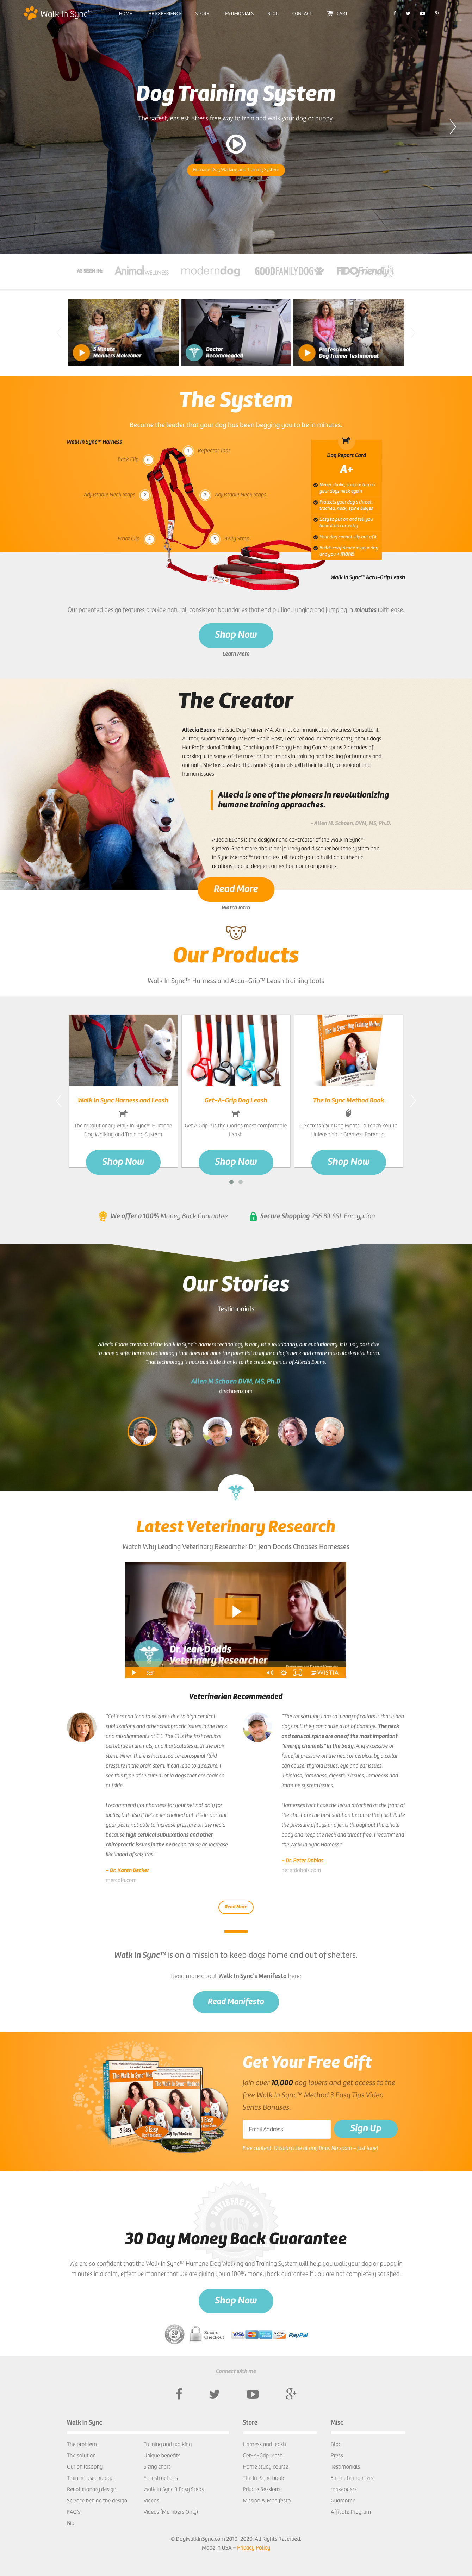 Walk In Sync™
HOME THE EXPERIENCE STORE TESTIMONIALS BLOG CONTACT CART
Dog Training System
The safest, easiest, stress free way to train and walk your dog or puppy.
Humane Dog Walking and Training System
AS SEEN IN: Animal WELLNESS moderndog GOODFAMILYDOG FIDOFriendly
5 Minute
Manners Makeover
Doctor
Recommended
Professional
Dog Trainer Testimonial
The System
Become the leader that your dog has been begging you to be in minutes.
Walk In Sync™ Harness
1 Reflector Tabs
Back Clip 6
Adjustable Neck Straps 2
3 Adjustable Neck Straps
Front Clip 4
5 Belly Strap
Dog Report Card
A+
Never choke, snap or tug on
your dogs neck again
Protects your dog's throat,
trachea, neck, spine &organ
Easy to put on and tell you
have it on correctly
Your dog cannot slip out of it
Builds confidence in your dog
and you + more!
Walk In Sync™ Accu-Grip Leash
Our patented design features provide natural, consistent boundaries that end pulling, lunging and jumping in minutes with ease.
Shop Now
Learn More
The Creator
Allecia Evans, Holistic Dog Trainer, MA, Animal Communicator, Wellness Consultant,
Author, Award Winning TV Host Radio Host, Lecturer and Inventor is crazy about dogs.
Her Professional Training, Coaching and Energy Healing Career spans 2 decades of
working with some of the most brilliant minds in training and healing for humans and
animals. She has assisted thousands of animals with their health, behavioral and
human issues.
Allecia is one of the pioneers in revolutionizing
humane training approaches.
- Allen M. Schoen, DVM, MS, Ph.D.
Allecia Evans is the designer and co-creator of the Walk In Sync™
system. Read more about her journey and discover how the system and
In Sync Method™ techniques will teach you to build an authentic
relationship and deeper connection your companions.
Read More
Watch Intro
Our Products
Walk In Sync™ Harness and Accu-Grip™ Leash training tools
Walk In Sync Harness and Leash
The revolutionary Walk In Sync™ Humane
Dog Walking and Training System
Shop Now
Get-A-Grip Dog Leash
Get A Grip™ is the worlds most comfortable
Leash
Shop Now
The In Sync Method Book
6 Secrets Your Dog Wants To Teach You To
Unleash Your Greatest Potential
Shop Now
We offer a 100% Money Back Guarantee
Secure Shopping 256 Bit SSL Encryption
Our Stories
Testimonials
Allecia Evans creation of the Walk In Sync™ harness technology is not just evolutionary, but evolutionary. It is way past due
to have a safer harness technology that does not have the potential to injure a dog's neck and create musculoskeletal harm.
That technology is now available thanks to the creative genius of Allecia Evans.
Allen M Schoen DVM, MS, Ph.D
drschoen.com
Latest Veterinary Research
Watch Why Leading Veterinary Researcher Dr. Jean Dodds Chooses Harnesses
Dr. Jean Dodds
Veterinary Researcher
WISTIA
Veterinarian Recommended
"Collars can lead to seizures due to high cervical
subluxations and other chiropractic issues in the neck
and misalignments at C 1. The C1 is the first cervical
vertebrae in animals, and it articulates with the brain
stem. When there is increased cerebrospinal fluid
pressure in the brain stem, it can lead to a seizure. I
see this type of seizure a lot in dogs that are chained
outside.
I recommend your harness for your pet not only for
walks, but also if he's ever chained out. It's important
your pet is not able to increase pressure on the neck,
because high cervical subluxations and other
chiropractic issues in the neck can cause an increase
likelihood of seizures."
- Dr. Karen Becker
mercola.com
"The reason why I am so weary of collars is that when
dogs pull they can cause a lot of damage. The neck
and cervical spine are one of the most important
"energy channels" in the body. Any excessive or
forceful pressure on the neck or cervical by a collar
can cause: thyroid issues, eye and ear issues,
whiplash, lameness, digestive issues, lameness and
immune system issues.
Harnesses that have the leash attached at the front of
the chest are the best solution because they distribute
the pressure of tugs and jerks throughout the whole
body and keep the neck and throat free. I recommend
the Walk In Sync Harness."
- Dr. Peter Dobias
peterdobias.com
Read More
Walk In Sync™ is on a mission to keep dogs home and out of shelters.
Read more about Walk In Sync's Manifesto here:
Read Manifesto
Get Your Free Gift
Join over 10,000 dog lovers and get access to the
free Walk In Sync™ Method 3 Easy Tips Video
Series Bonuses.
Email Address
Sign Up
Free content. Unsubscribe at any time. No spam - just love!
30 Day Money Back Guarantee
We are so confident that the Walk in Sync™ Humane Dog Walking and Training System will help you walk your dog or puppy in
minutes in a calm, effective manner that we are giving you a 100% money back guarantee if you are not completely satisfied.
Shop Now
30
Secure
Checkout
VISA
PayPal
Connect with me
Walk In Sync
The problem
The solution
Our philosophy
Training psychology
Revolutionary design
Science behind the design
FAQ's
Bio
Training and walking
Unique benefits
Sizing chart
Fit instructions
Walk In Sync 3 Easy Steps
Videos
Videos (Members Only)
Store
Harness and leash
Get-A-Grip leash
Home study course
The In-Sync book
Private Sessions
Mission & Manifesto
Misc
Blog
Press
Testimonials
5 minute manners
makeovers
Guarantee
Affiliate Program
© DogWalkinSync.com 2010-2020. All Rights Reserved.
Made in USA - Privacy Policy